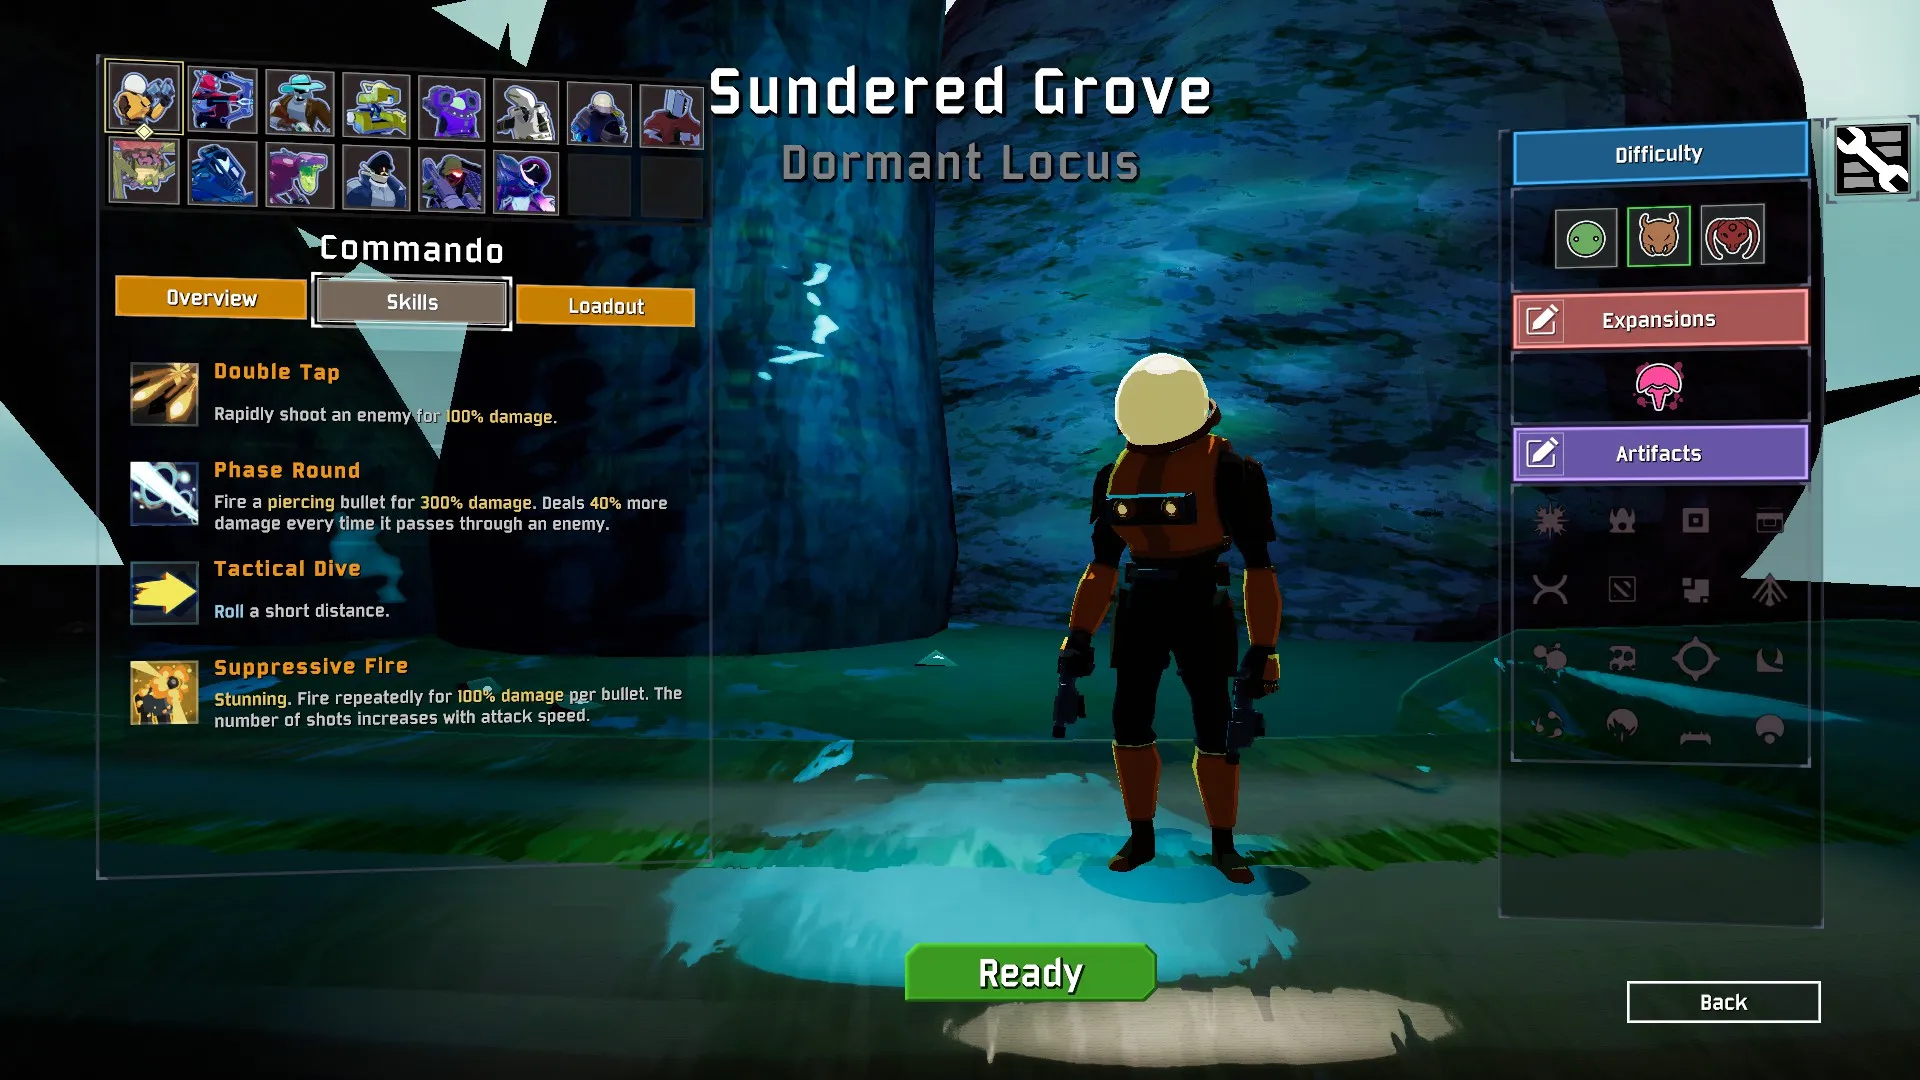 Sundered Grove
Dormant Locus
Commando
Overview
Skills
Loadout
Double Tap
Rapidly shoot an enemy for 100% damage.
Phase Round
Fire a piercing bullet for 300% damage. Deals 40% more
damage every time it passes through an enemy.
Tactical Dive
Roll a short distance.
Suppressive Fire
Stunning. Fire repeatedly for 100% damage per bullet. The
number of shots increases with attack speed.
Difficulty
Expansions
Artifacts
Ready
Back